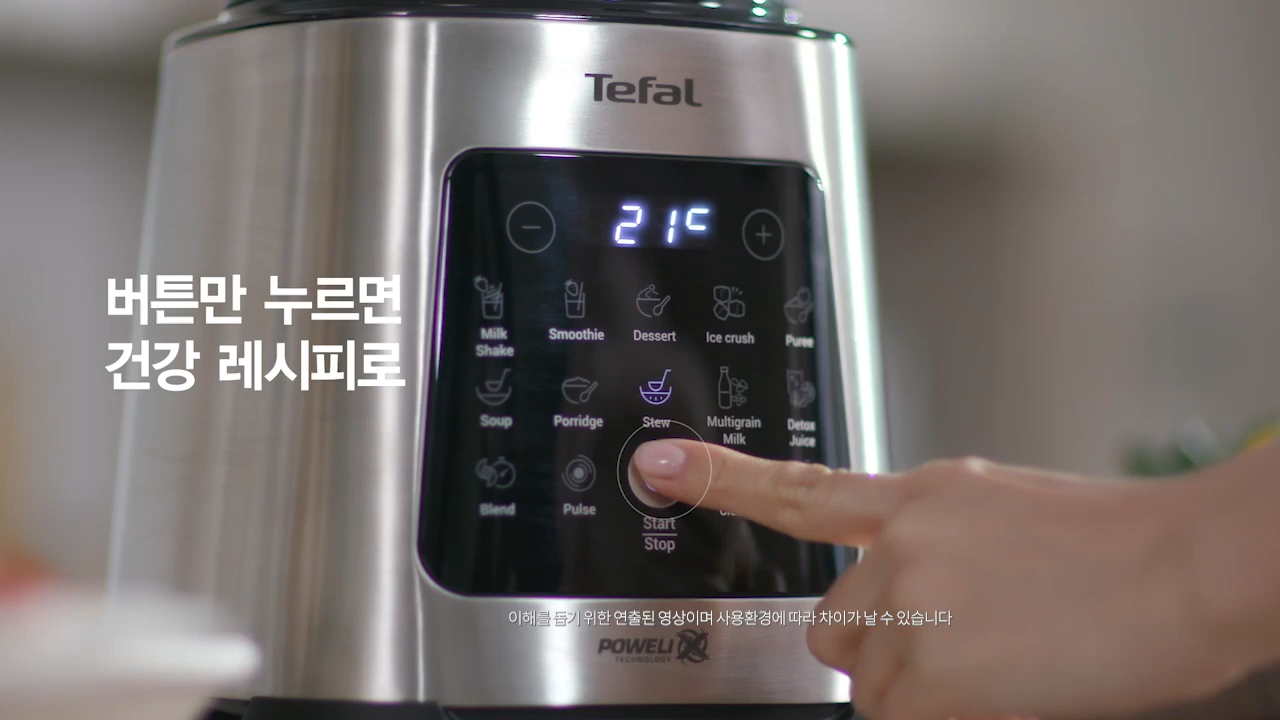 Tefal
21c
버튼만 누르면
건강 레시피로
Milk Shake
Smoothie
Dessert
Ice crush
Puree
Soup
Porridge
Stew
Multigrain Milk
Detox Juice
Blend
Pulse
Start
Stop
이해를 돕기 위한 연출된 영상이며 사용환경에 따라 차이가 날 수 있습니다
POWELIX
TECHNOLOGY